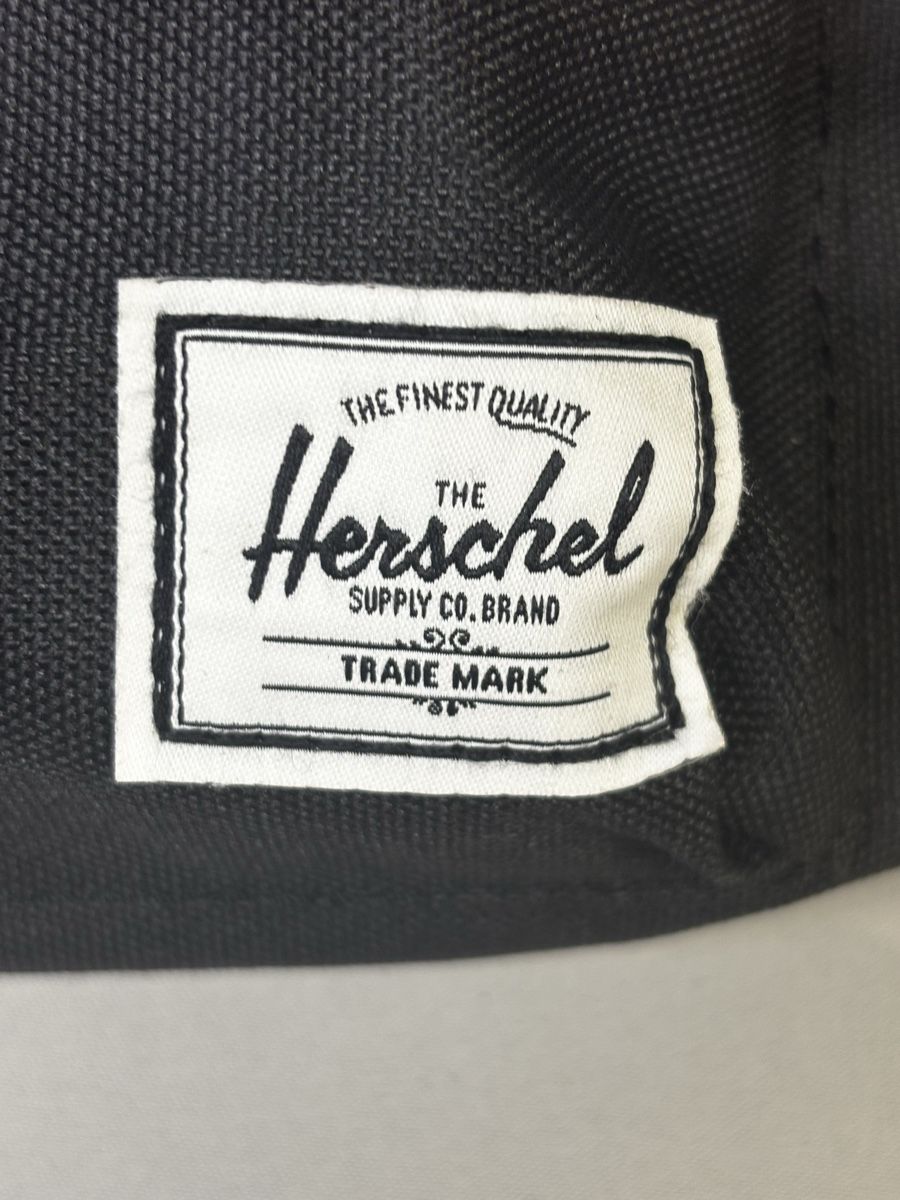 THE FINEST QUALITY
THE
Herschel
SUPPLY CO. BRAND
TRADE MARK